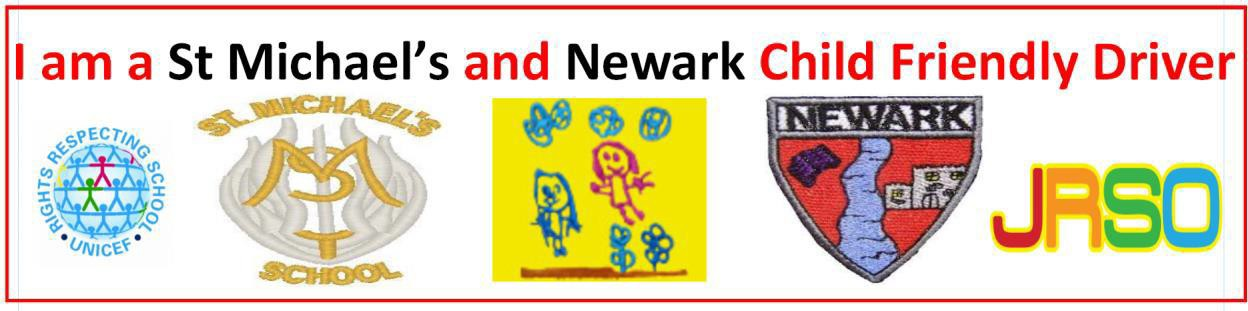 I am a St Michael's and Newark Child Friendly Driver
RIGHTS RESPECTING SCHOOL
• UNICEF •
ST. MICHAEL'S
SCHOOL
NEWARK
JRSO